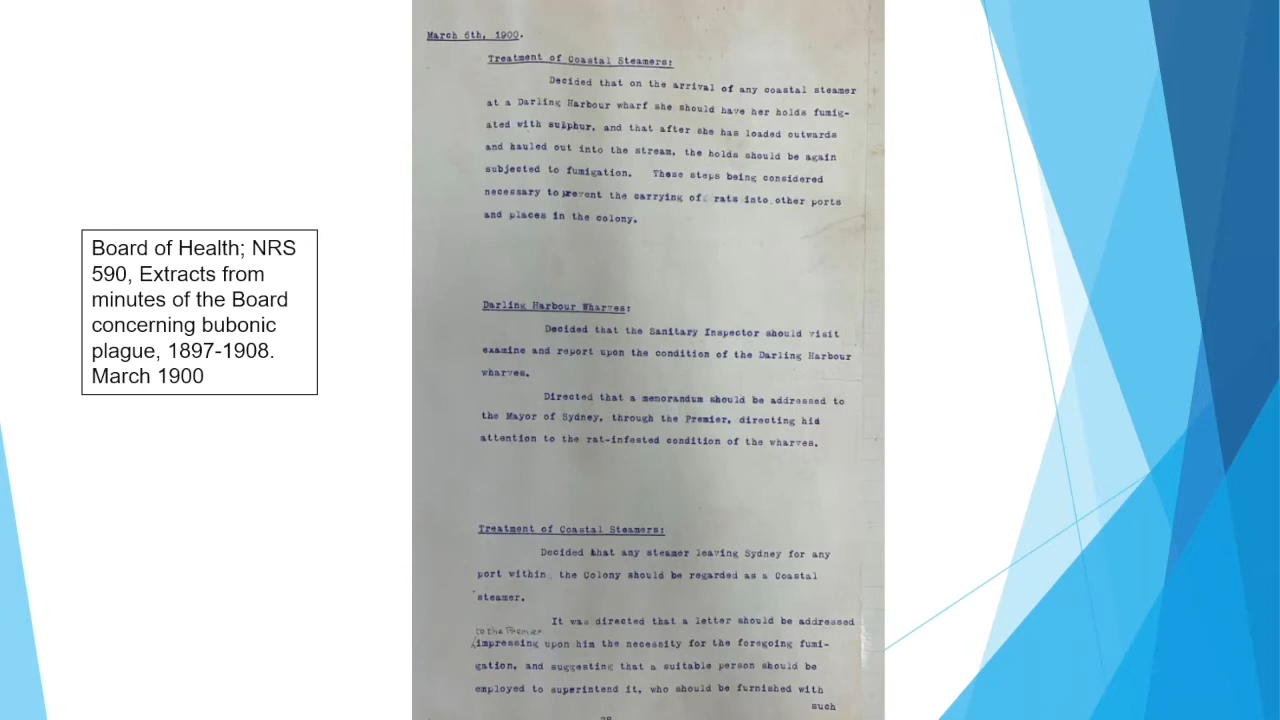 Board of Health; NRS
590, Extracts from
minutes of the Board
concerning bubonic
plague, 1897-1908.
March 1900
March 6th, 1900.
Treatment of Coastal Steamers:
Decided that on the arrival of any coastal steamer
at a Darling Harbour wharf she should have her holds fumig-
ated with sulphur, and that after she has loaded outwards
and hauled out into the stream, the holds should be again
subjected to fumigation. These steps being considered
necessary to prevent the carrying of rats into other ports
and places in the colony.
Darling Harbour Wharves:
Decided that the Sanitary Inspector should visit
examine and report upon the condition of the Darling Harbour
wharves.
Directed that a memorandum should be addressed to
the Mayor of Sydney, through the Premier, directing hid
attention to the rat-infested condition of the wharves.
Treatment of Coastal Steamers:
Decided that any steamer leaving Sydney for any
port within the Colony should be regarded as a Coastal
steamer.
It was directed that a letter should be addressed
to the Premier
impressing upon him the necessity for the foregoing fumi-
gation, and suggesting that a suitable person should be
employed to superintend it, who should be furnished with
such